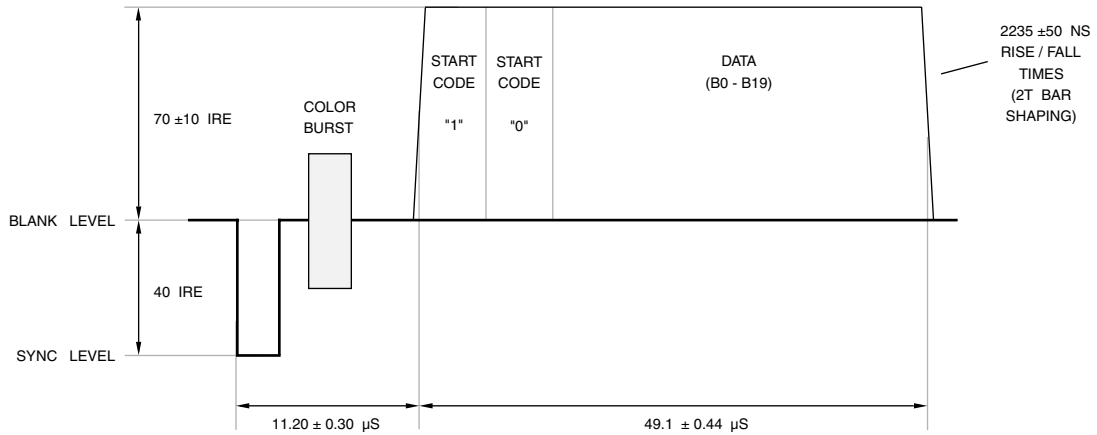 2235 ±50 NS
RISE / FALL
TIMES
(2T BAR
SHAPING)
START
CODE
"1"
START
CODE
"0"
DATA
(B0 - B19)
COLOR
BURST
70 ±10 IRE
BLANK LEVEL
40 IRE
SYNC LEVEL
11.20 ± 0.30 µS
49.1 ± 0.44 µS